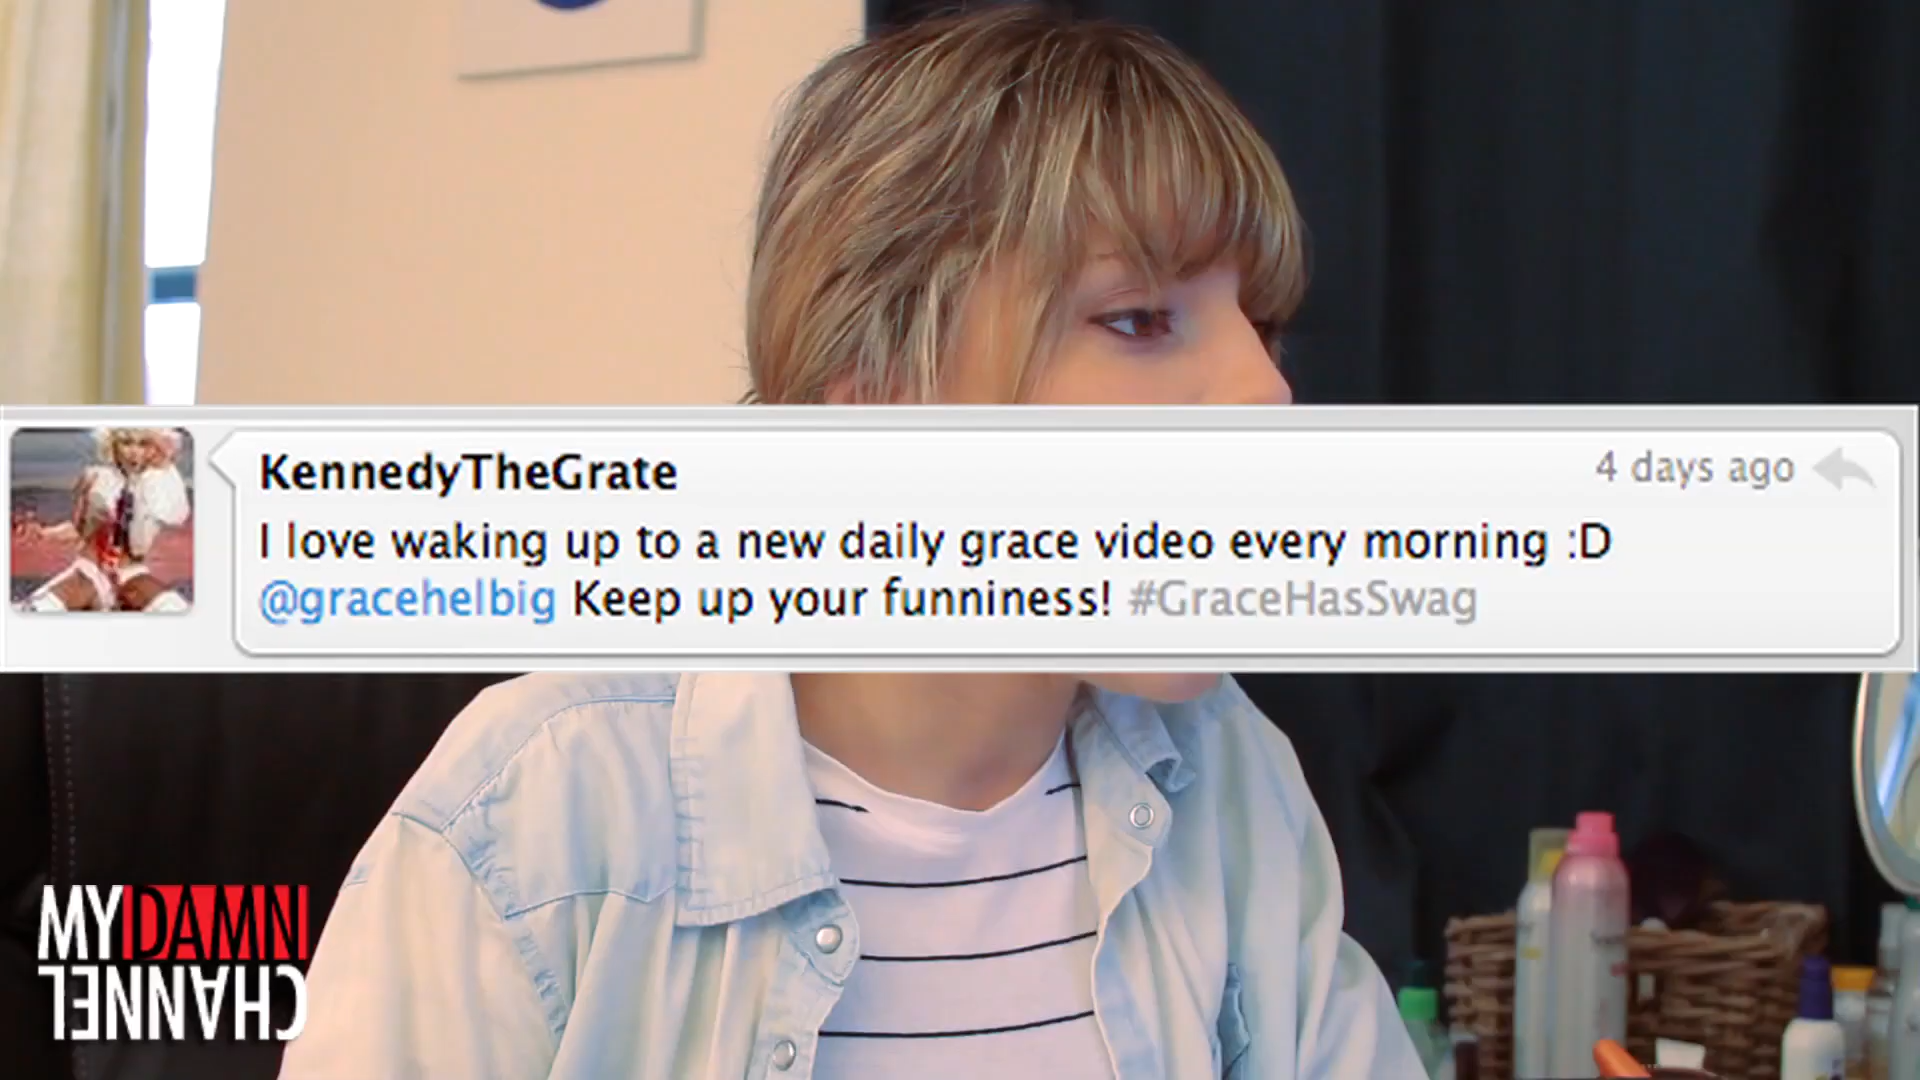 KennedyTheGrate
4 days ago
I love waking up to a new daily grace video every morning :D
@gracehelbig Keep up your funniness! #GraceHasSwag
MYDAMN
CHANNEL